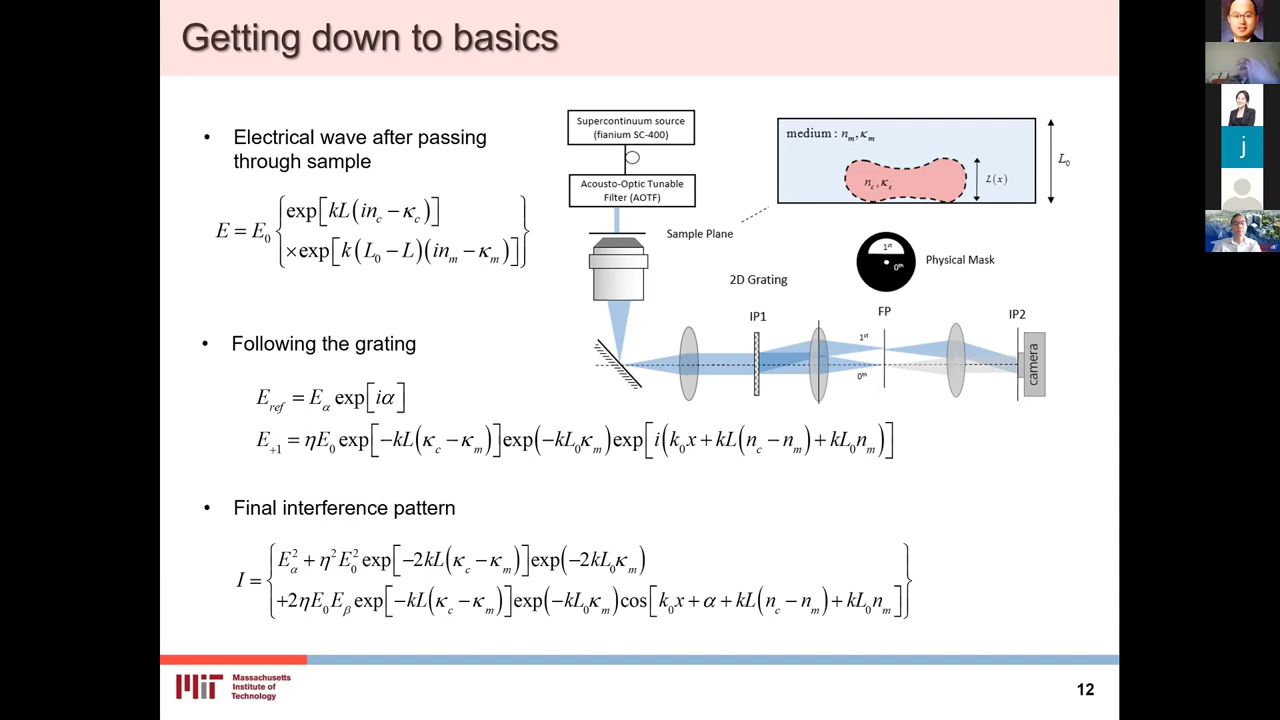 Getting down to basics
• Electrical wave after passing
through sample
E = E₀ { exp[kL(in_c − κ_c)]
×exp[k(L₀ − L)(in_m − κ_m)] }
• Following the grating
E_ref = E_α exp[iα]
E_+1 = ηE₀ exp[−kL(κ_c − κ_m)]exp(−kL₀κ_m)exp[i(k₀x + kL(n_c − n_m) + kL₀n_m)]
• Final interference pattern
I = { E_α² + η²E₀² exp[−2kL(κ_c − κ_m)]exp(−2kL₀κ_m)
+2ηE₀E_β exp[−kL(κ_c − κ_m)]exp(−kL₀κ_m)cos[k₀x + α + kL(n_c − n_m) + kL₀n_m] }
Supercontinuum source
(fianium SC-400)
Acousto-Optic Tunable
Filter (AOTF)
medium : n_m, κ_m
n_c, κ_c
L(x)
L₀
Sample Plane
1st
0th
Physical Mask
2D Grating
IP1
FP
IP2
1st
0th
camera
Massachusetts
Institute of
Technology
12
j